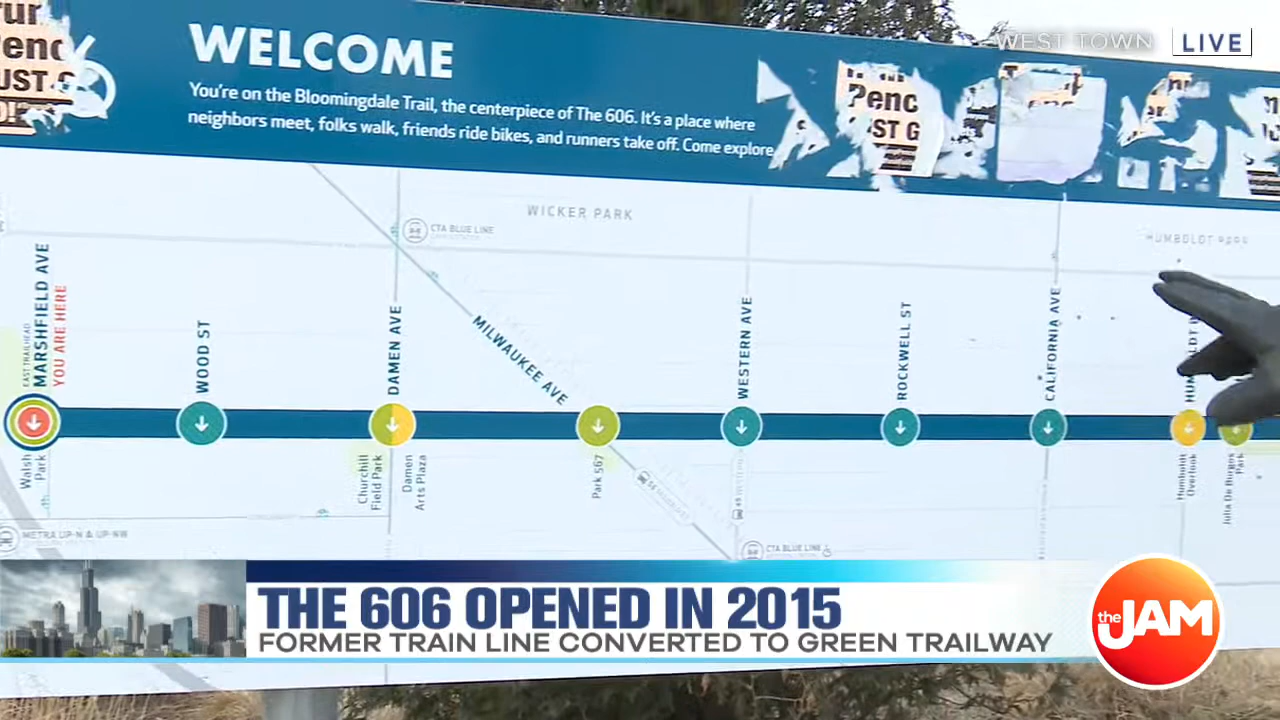 WEST TOWN
LIVE
WELCOME
You're on the Bloomingdale Trail, the centerpiece of The 606. It's a place where
neighbors meet, folks walk, friends ride bikes, and runners take off. Come explore
Penc
UST G
Penc
ST G
WICKER PARK
CTA BLUE LINE
HUMBOLDT
EAST TRAILHEAD
MARSHFIELD AVE
YOU ARE HERE
WOOD ST
DAMEN AVE
MILWAUKEE AVE
WESTERN AVE
ROCKWELL ST
CALIFORNIA AVE
Walsh
Park
Churchill
Field Park
Damen
Arts Plaza
Park 567
Humboldt
Overlook
Julia De Burgos
Park
METRA UP-N & UP-NW
CTA BLUE LINE
THE 606 OPENED IN 2015
FORMER TRAIN LINE CONVERTED TO GREEN TRAILWAY
the JAM